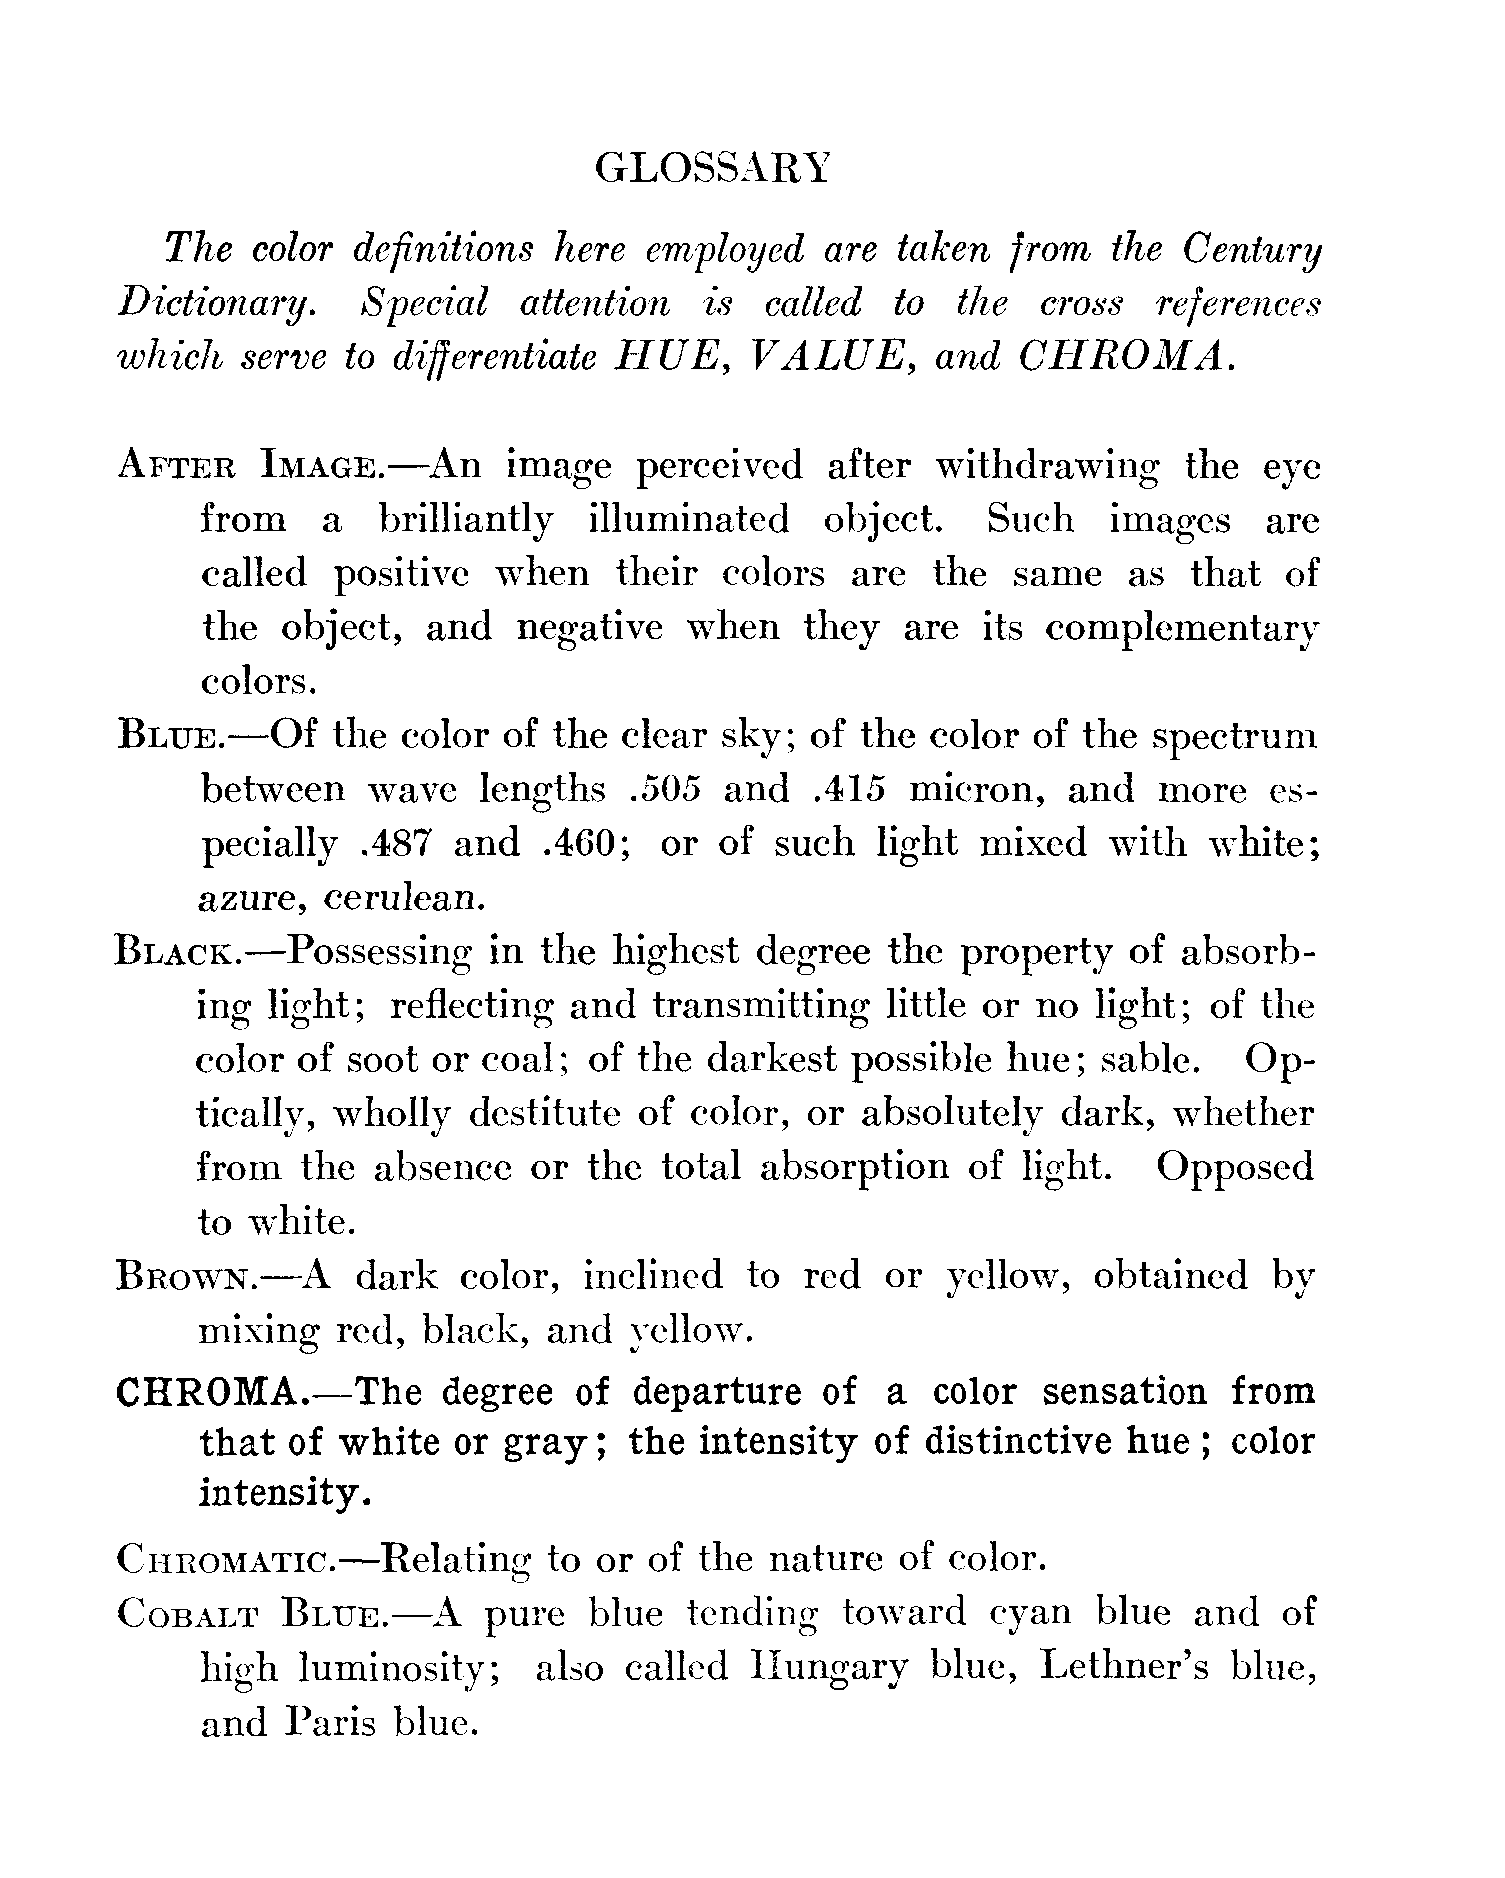 GLOSSARY
The color definitions here employed are taken from the Century
Dictionary. Special attention is called to the cross references
which serve to differentiate HUE, VALUE, and CHROMA.
AFTER IMAGE.—An image perceived after withdrawing the eye
from a brilliantly illuminated object. Such images are
called positive when their colors are the same as that of
the object, and negative when they are its complementary
colors.
BLUE.—Of the color of the clear sky; of the color of the spectrum
between wave lengths .505 and .415 micron, and more es-
pecially .487 and .460; or of such light mixed with white;
azure, cerulean.
BLACK.—Possessing in the highest degree the property of absorb-
ing light; reflecting and transmitting little or no light; of the
color of soot or coal; of the darkest possible hue; sable. Op-
tically, wholly destitute of color, or absolutely dark, whether
from the absence or the total absorption of light. Opposed
to white.
BROWN.—A dark color, inclined to red or yellow, obtained by
mixing red, black, and yellow.
CHROMA.—The degree of departure of a color sensation from
that of white or gray; the intensity of distinctive hue; color
intensity.
CHROMATIC.—Relating to or of the nature of color.
COBALT BLUE.—A pure blue tending toward cyan blue and of
high luminosity; also called Hungary blue, Lethner's blue,
and Paris blue.